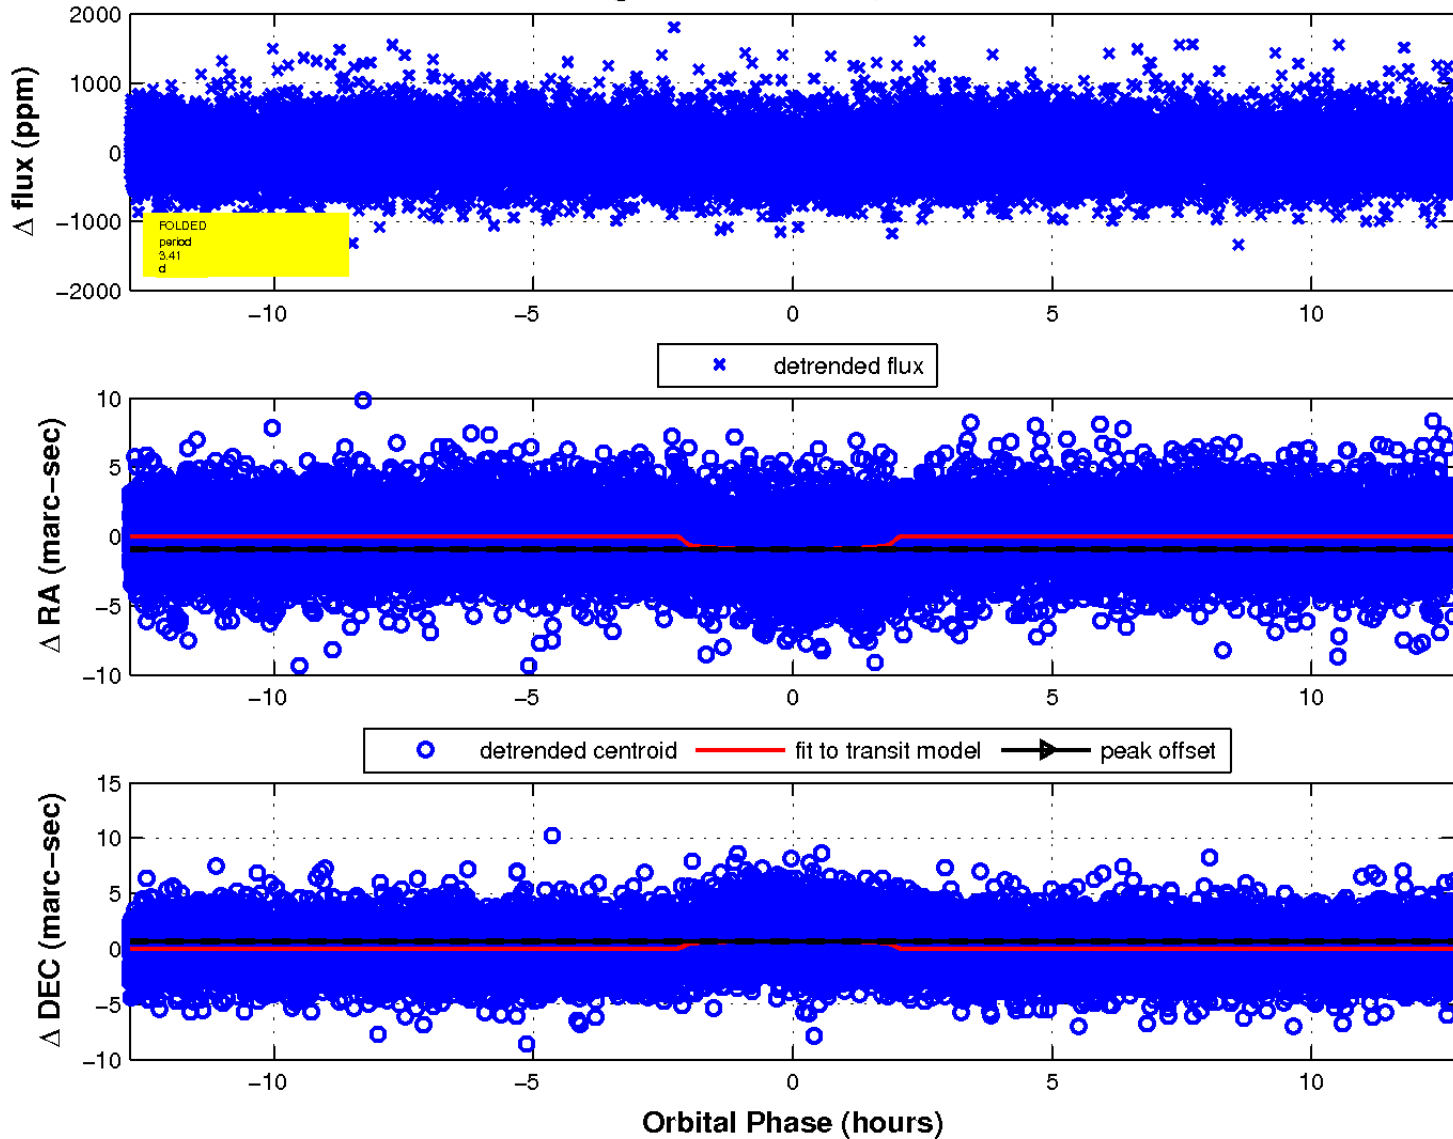 2000
1000
0
−1000
−2000
Δ flux (ppm)
FOLDED
period
3.41
d
−10 −5 0 5 10
detrended flux
10
5
0
−5
−10
Δ RA (marc−sec)
−10 −5 0 5 10
detrended centroid fit to transit model peak offset
15
10
5
0
−5
−10
Δ DEC (marc−sec)
−10 −5 0 5 10
Orbital Phase (hours)